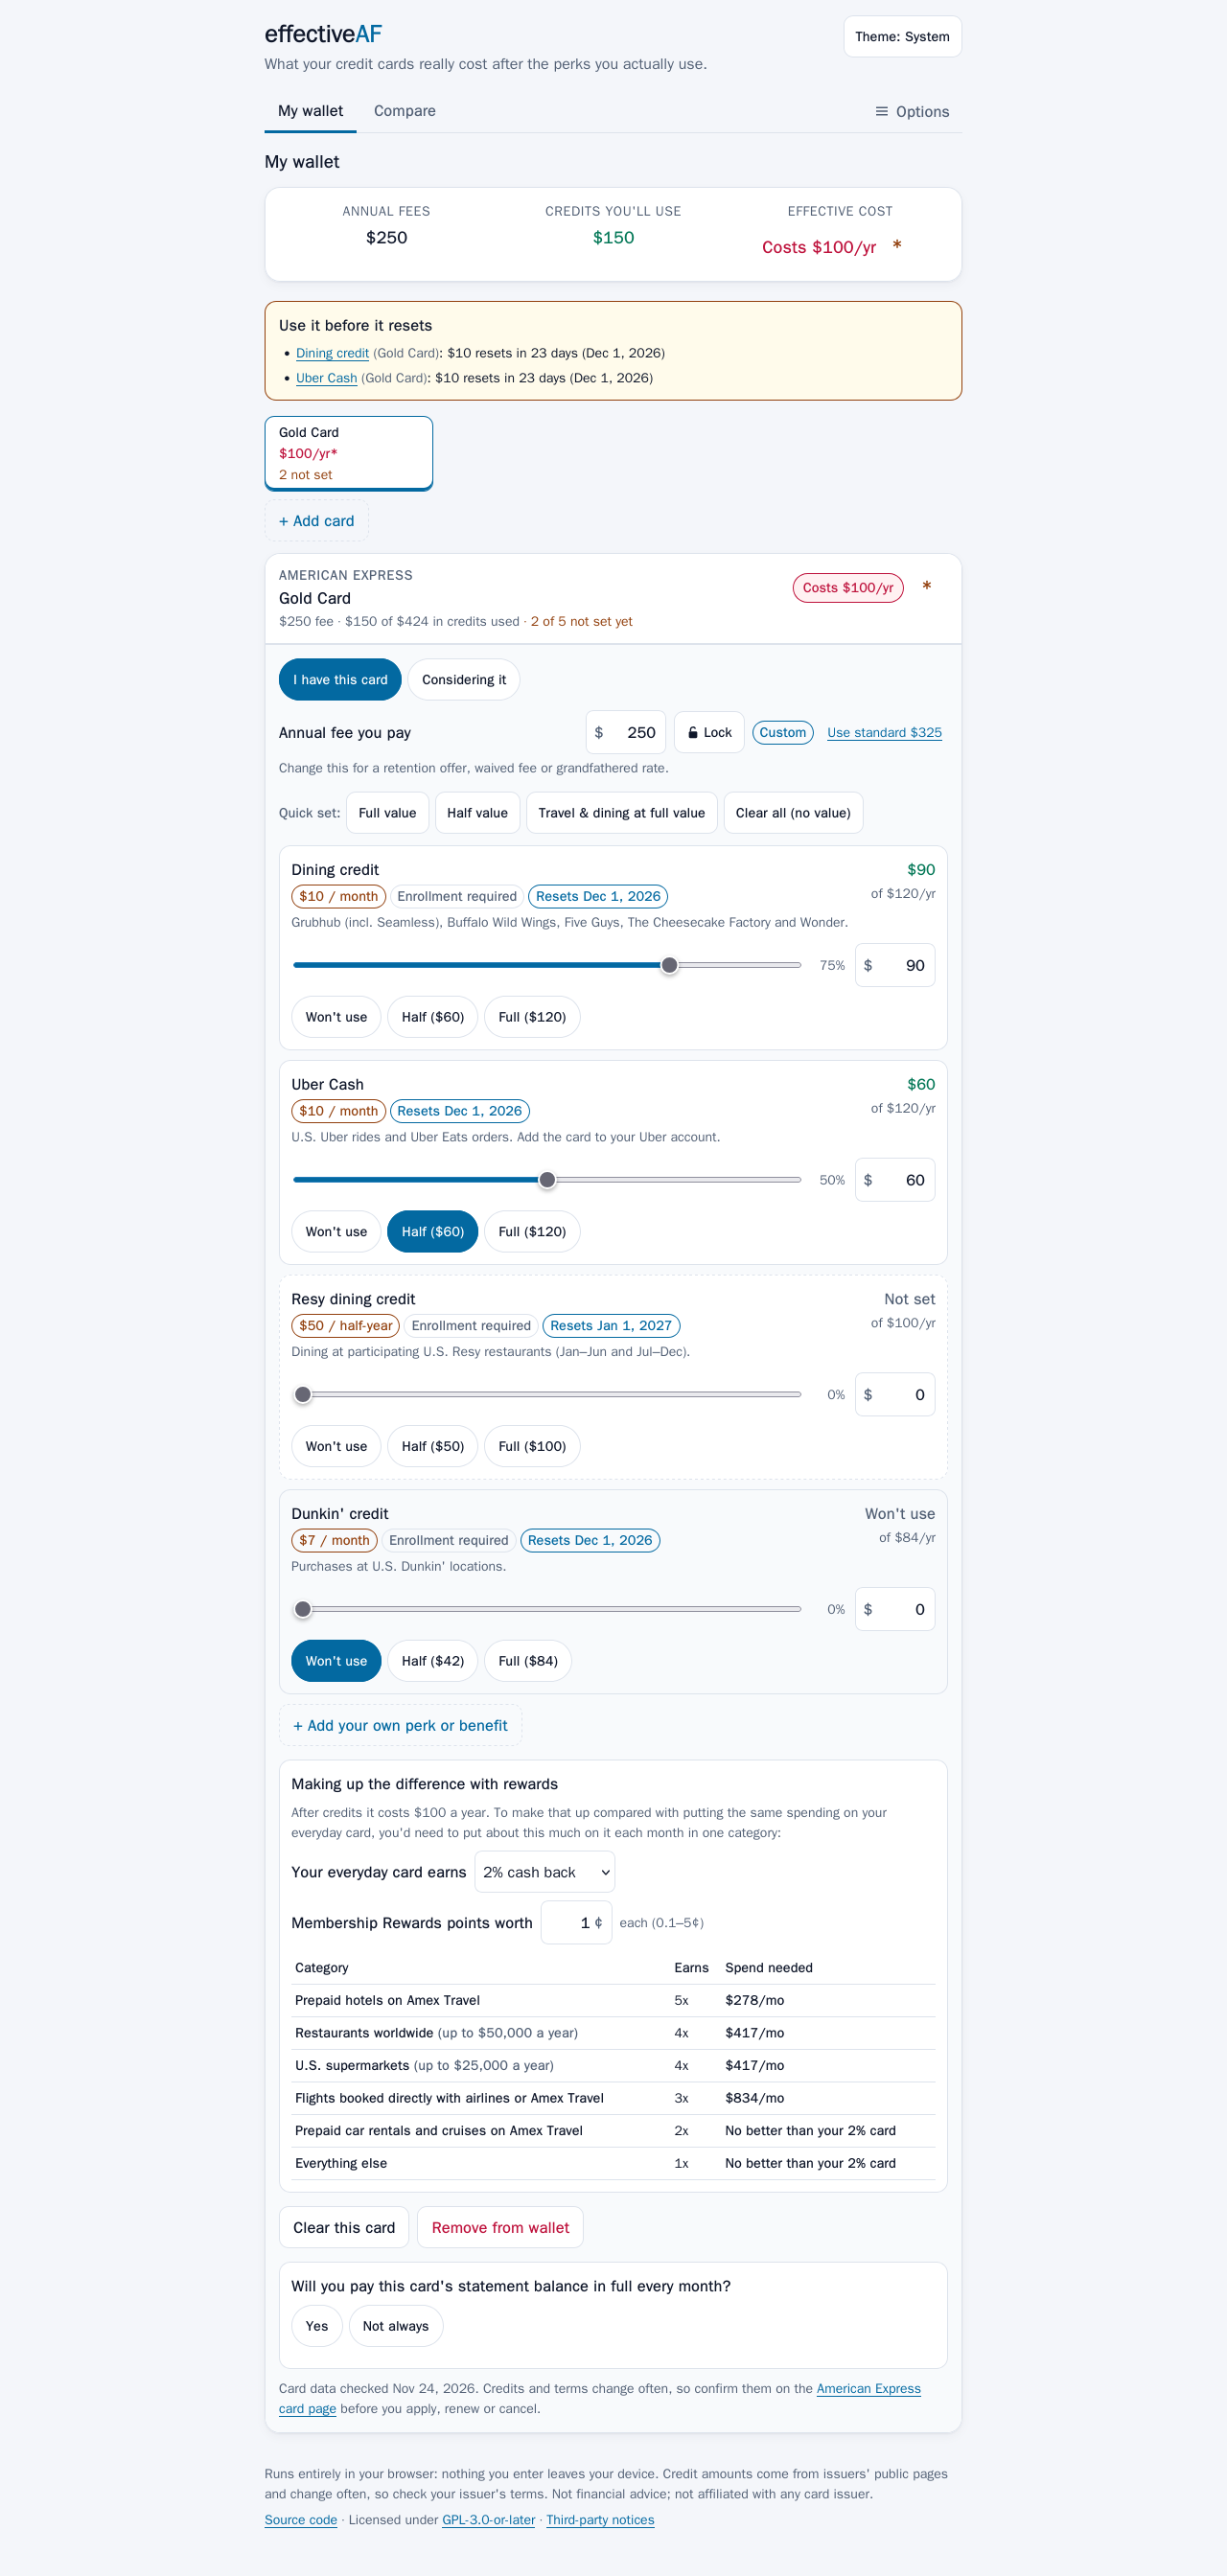 effectiveAF
Theme: System
What your credit cards really cost after the perks you actually use.
My wallet
Compare
Options
My wallet
ANNUAL FEES
CREDITS YOU'LL USE
EFFECTIVE COST
$250
$150
Costs $100/yr *
Use it before it resets
• Dining credit (Gold Card): $10 resets in 23 days (Dec 1, 2026)
• Uber Cash (Gold Card): $10 resets in 23 days (Dec 1, 2026)
Gold Card
$100/yr*
2 not set
+ Add card
AMERICAN EXPRESS
Gold Card
$250 fee · $150 of $424 in credits used · 2 of 5 not set yet
Costs $100/yr *
I have this card
Considering it
Annual fee you pay
$ 250
Lock
Custom
Use standard $325
Change this for a retention offer, waived fee or grandfathered rate.
Quick set:
Full value
Half value
Travel & dining at full value
Clear all (no value)
Dining credit
$90
$10 / month
Enrollment required
Resets Dec 1, 2026
of $120/yr
Grubhub (incl. Seamless), Buffalo Wild Wings, Five Guys, The Cheesecake Factory and Wonder.
75%
$ 90
Won't use
Half ($60)
Full ($120)
Uber Cash
$60
$10 / month
Resets Dec 1, 2026
of $120/yr
U.S. Uber rides and Uber Eats orders. Add the card to your Uber account.
50%
$ 60
Won't use
Half ($60)
Full ($120)
Resy dining credit
Not set
$50 / half-year
Enrollment required
Resets Jan 1, 2027
of $100/yr
Dining at participating U.S. Resy restaurants (Jan–Jun and Jul–Dec).
0%
$ 0
Won't use
Half ($50)
Full ($100)
Dunkin' credit
Won't use
$7 / month
Enrollment required
Resets Dec 1, 2026
of $84/yr
Purchases at U.S. Dunkin' locations.
0%
$ 0
Won't use
Half ($42)
Full ($84)
+ Add your own perk or benefit
Making up the difference with rewards
After credits it costs $100 a year. To make that up compared with putting the same spending on your
everyday card, you'd need to put about this much on it each month in one category:
Your everyday card earns 2% cash back
Membership Rewards points worth 1 ¢ each (0.1–5¢)
Category Earns Spend needed
Prepaid hotels on Amex Travel 5x $278/mo
Restaurants worldwide (up to $50,000 a year) 4x $417/mo
U.S. supermarkets (up to $25,000 a year) 4x $417/mo
Flights booked directly with airlines or Amex Travel 3x $834/mo
Prepaid car rentals and cruises on Amex Travel 2x No better than your 2% card
Everything else 1x No better than your 2% card
Clear this card
Remove from wallet
Will you pay this card's statement balance in full every month?
Yes
Not always
Card data checked Nov 24, 2026. Credits and terms change often, so confirm them on the American Express
card page before you apply, renew or cancel.
Runs entirely in your browser: nothing you enter leaves your device. Credit amounts come from issuers' public pages
and change often, so check your issuer's terms. Not financial advice; not affiliated with any card issuer.
Source code · Licensed under GPL-3.0-or-later · Third-party notices